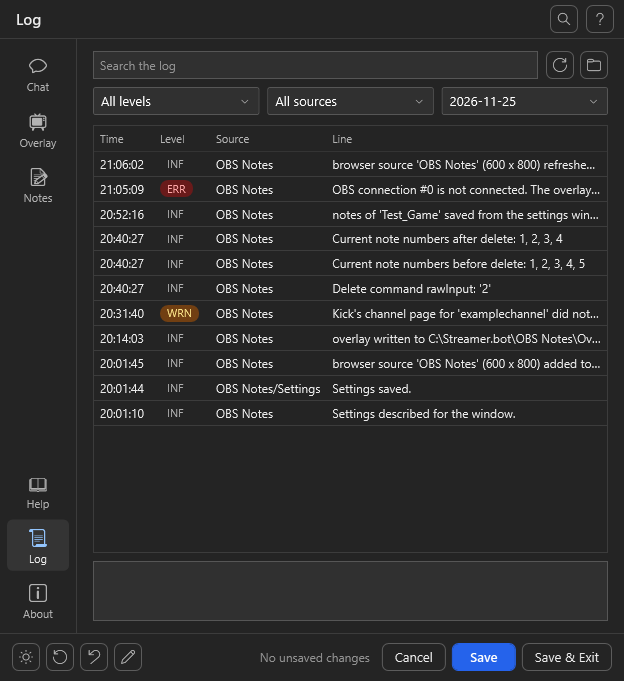 Log
?
Chat
Overlay
Notes
Search the log
All levels
All sources
2026-11-25
Time Level Source Line
21:06:02 INF OBS Notes browser source 'OBS Notes' (600 x 800) refreshe...
21:05:09 ERR OBS Notes OBS connection #0 is not connected. The overlay...
20:52:16 INF OBS Notes notes of 'Test_Game' saved from the settings win...
20:40:27 INF OBS Notes Current note numbers after delete: 1, 2, 3, 4
20:40:27 INF OBS Notes Current note numbers before delete: 1, 2, 3, 4, 5
20:40:27 INF OBS Notes Delete command rawInput: '2'
20:31:40 WRN OBS Notes Kick's channel page for 'examplechannel' did not...
20:14:03 INF OBS Notes overlay written to C:\Streamer.bot\OBS Notes\Ov...
20:01:45 INF OBS Notes browser source 'OBS Notes' (600 x 800) added to...
20:01:44 INF OBS Notes/Settings Settings saved.
20:01:10 INF OBS Notes Settings described for the window.
Help
Log
About
No unsaved changes
Cancel
Save
Save & Exit